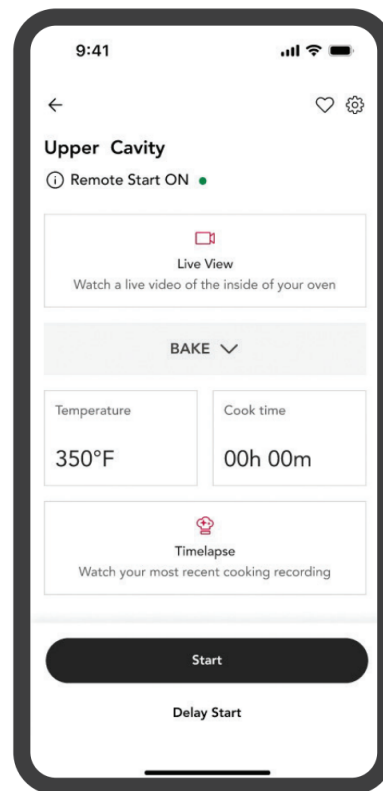 9:41
Upper Cavity
Remote Start ON
Live View
Watch a live video of the inside of your oven
BAKE
Temperature
350°F
Cook time
00h 00m
Timelapse
Watch your most recent cooking recording
Start
Delay Start